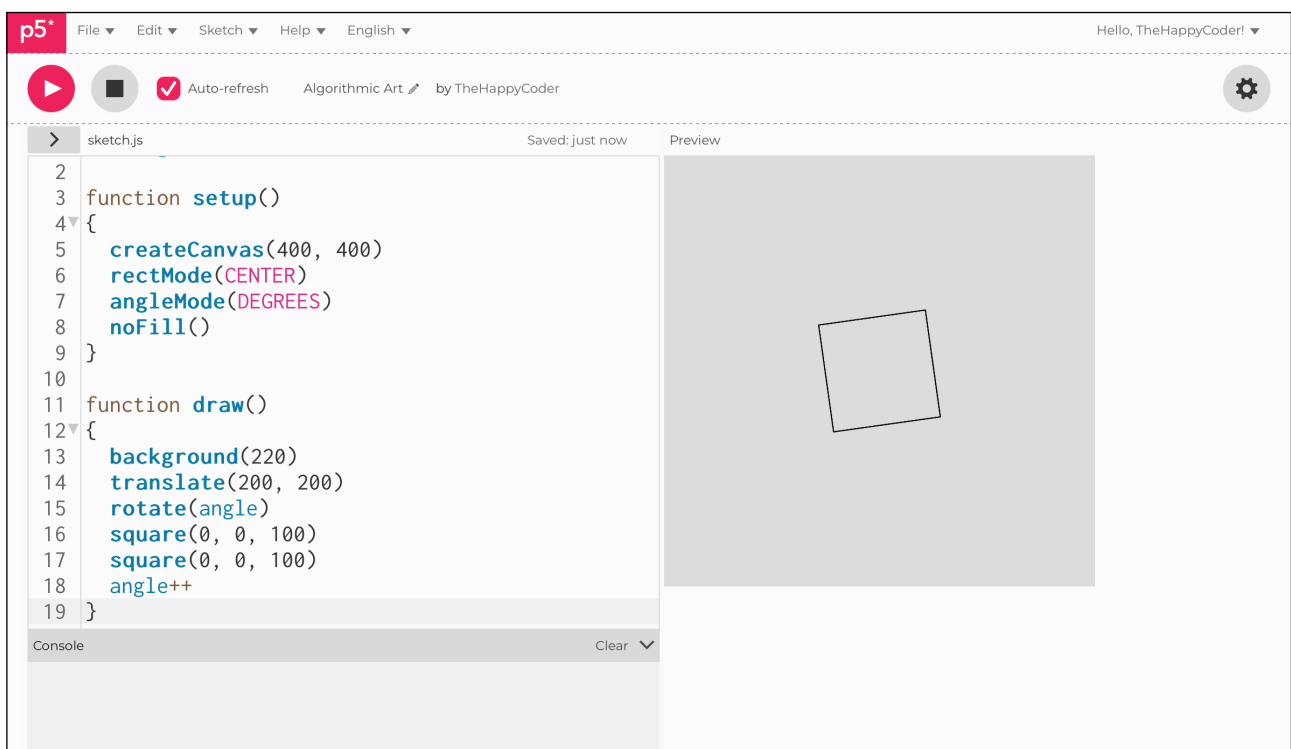 p5* File Edit Sketch Help English Hello, TheHappyCoder!
Auto-refresh Algorithmic Art by TheHappyCoder
sketch.js Saved: just now Preview
2
3 function setup()
4 {
5 createCanvas(400, 400)
6 rectMode(CENTER)
7 angleMode(DEGREES)
8 noFill()
9 }
10
11 function draw()
12 {
13 background(220)
14 translate(200, 200)
15 rotate(angle)
16 square(0, 0, 100)
17 square(0, 0, 100)
18 angle++
19 }
Console Clear